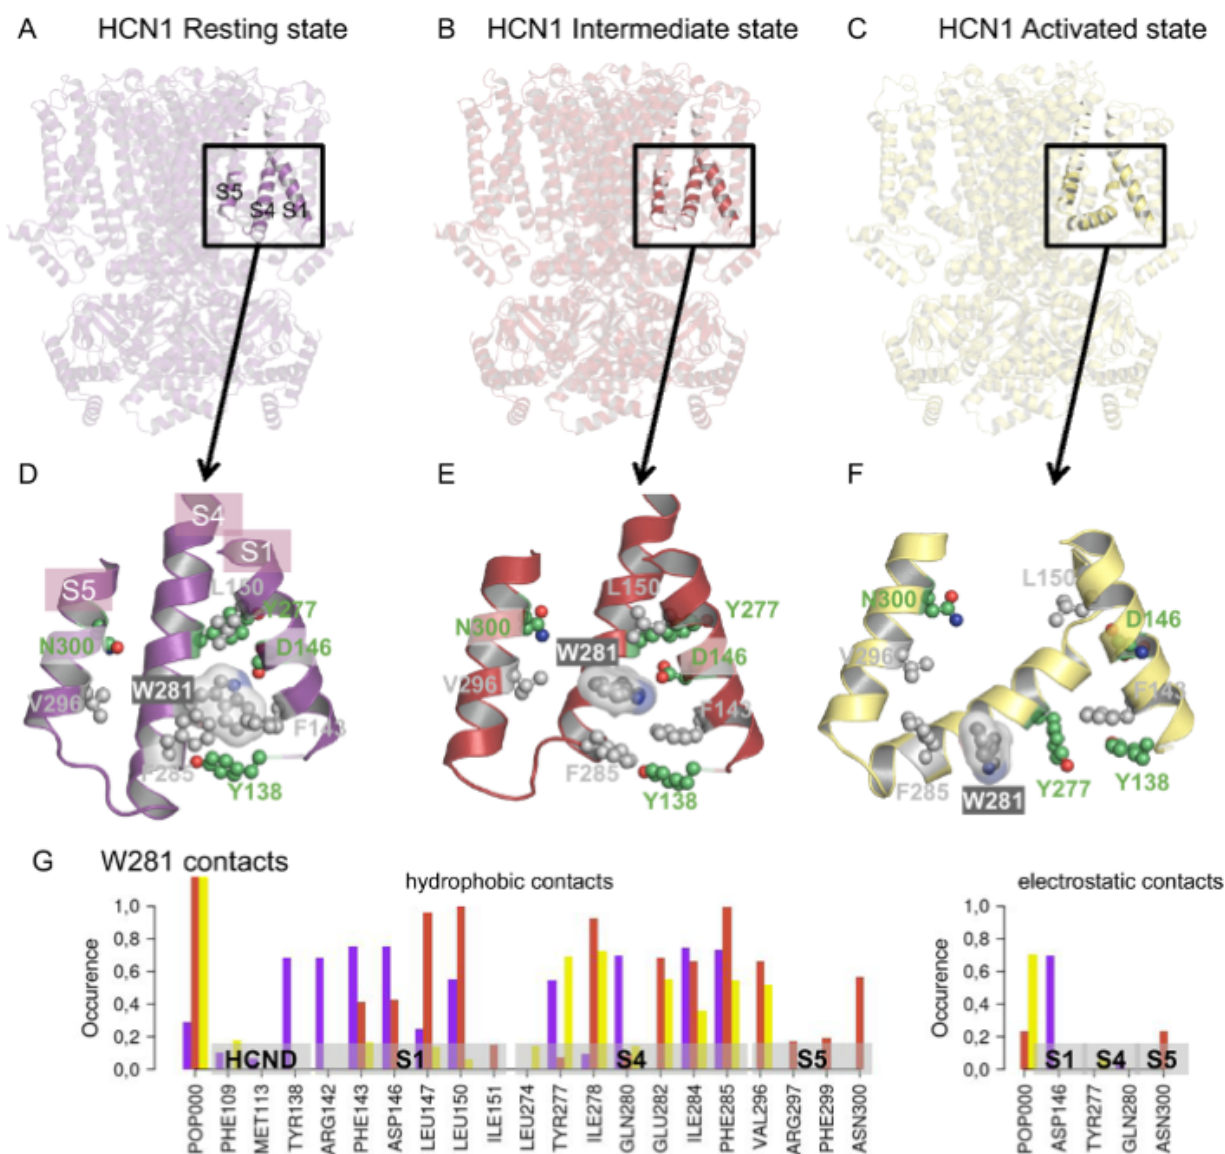 A HCN1 Resting state
B HCN1 Intermediate state
C HCN1 Activated state
S5
S4 S1
D
S4
S1
S5
L150
Y277
N300
D146
W281
V296
F143
F285
Y138
E
L150
Y277
N300
W281
D146
V296
F143
F285
Y138
F
L150
N300
D146
V296
F143
F285
W281
Y277
Y138
G W281 contacts
hydrophobic contacts
Occurence
1,0
0,8
0,6
0,4
0,2
0,0
HCND S1 S4 S5
POP000
PHE109
MET113
TYR138
ARG142
PHE143
ASP146
LEU147
LEU150
ILE151
LEU274
TYR277
ILE278
GLN280
GLU282
ILE284
PHE285
VAL296
ARG297
PHE299
ASN300
electrostatic contacts
Occurence
1,0
0,8
0,6
0,4
0,2
0,0
S1 S4 S5
POP000
ASP146
TYR277
GLN280
ASN300